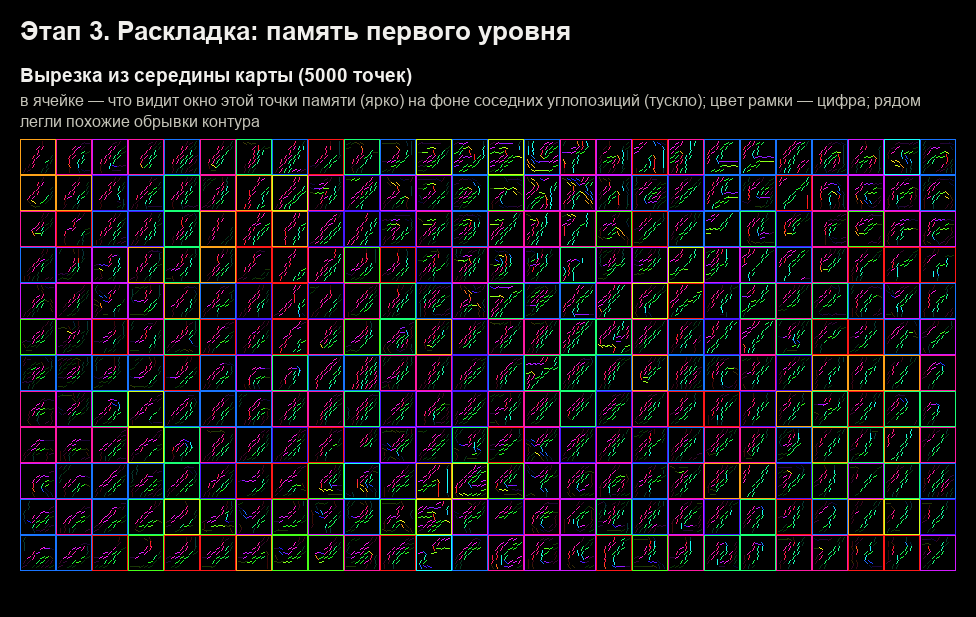 Этап 3. Раскладка: память первого уровня
Вырезка из середины карты (5000 точек)
в ячейке — что видит окно этой точки памяти (ярко) на фоне соседних углопозиций (тускло); цвет рамки — цифра; рядом
легли похожие обрывки контура